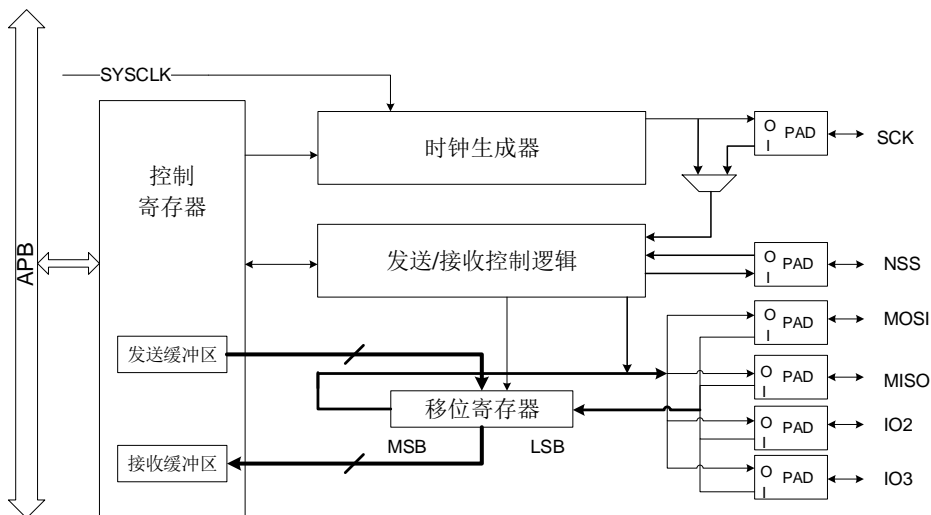 SYSCLK
APB
控制
寄存器
时钟生成器
O
I
PAD
SCK
发送/接收控制逻辑
O
I
PAD
NSS
O
I
PAD
MOSI
发送缓冲区
O
I
PAD
MISO
移位寄存器
MSB
LSB
O
I
PAD
IO2
接收缓冲区
O
I
PAD
IO3